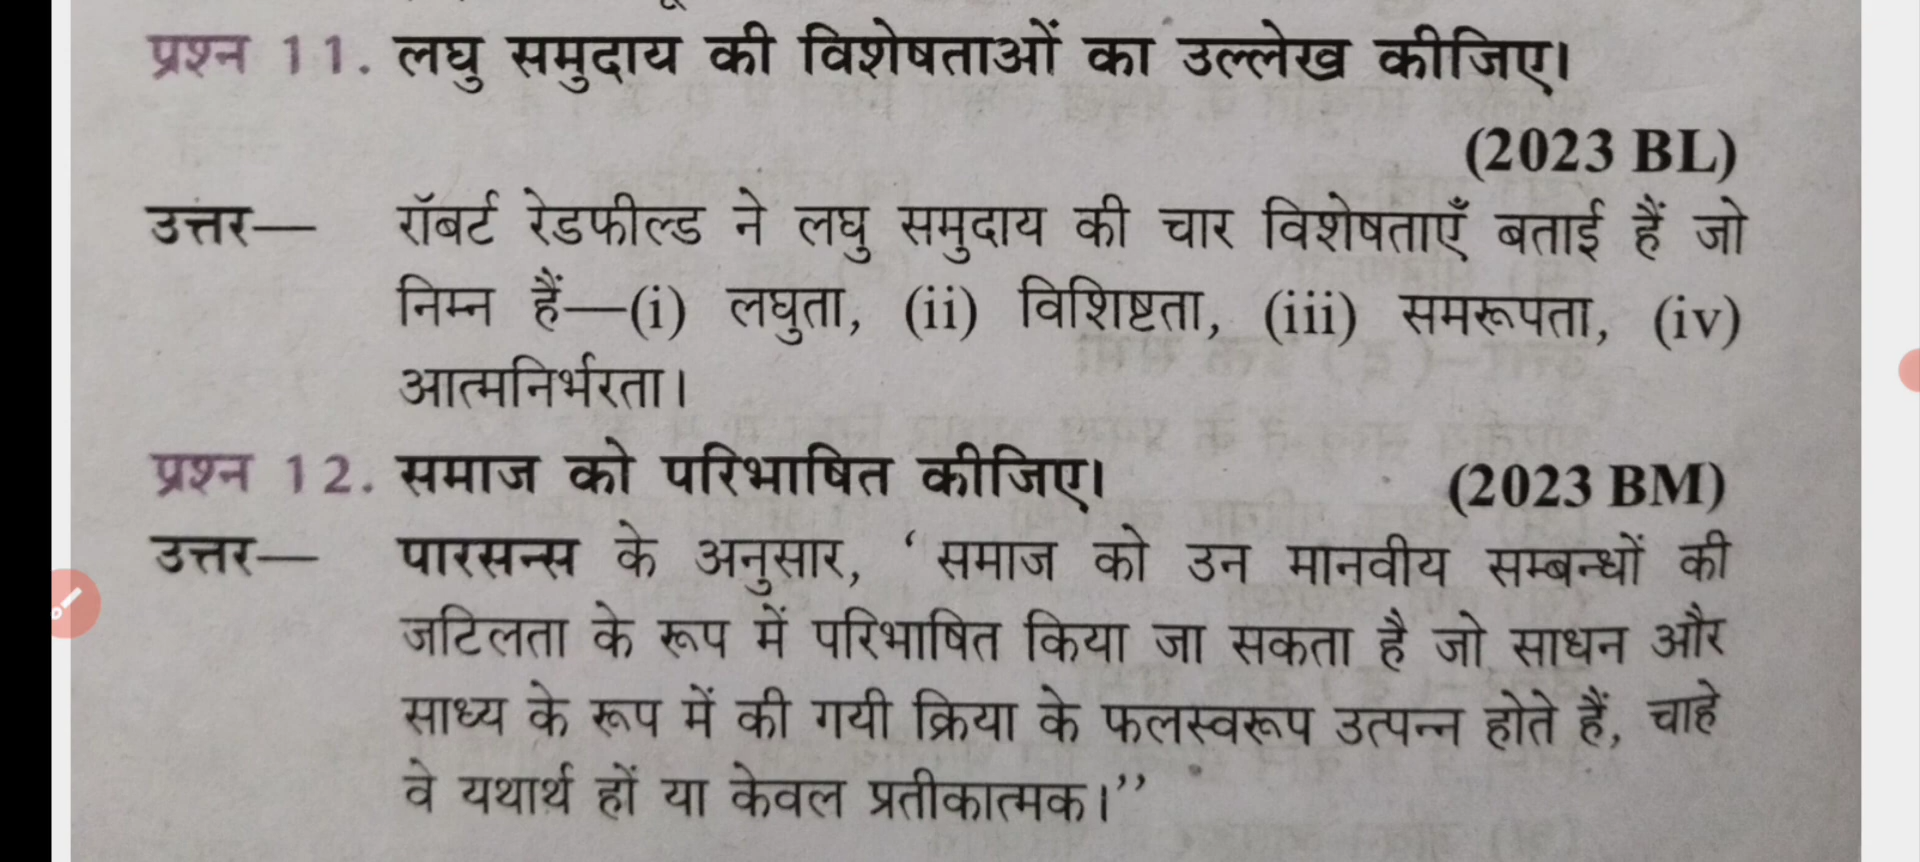 प्रश्न 11. लघु समुदाय की विशेषताओं का उल्लेख कीजिए।
(2023 BL)
उत्तर— रॉबर्ट रेडफील्ड ने लघु समुदाय की चार विशेषताएँ बताई हैं जो
निम्न हैं—(i) लघुता, (ii) विशिष्टता, (iii) समरूपता, (iv)
आत्मनिर्भरता।
प्रश्न 12. समाज को परिभाषित कीजिए। (2023 BM)
उत्तर— पारसन्स के अनुसार, ‘समाज को उन मानवीय सम्बन्धों की
जटिलता के रूप में परिभाषित किया जा सकता है जो साधन और
साध्य के रूप में की गयी क्रिया के फलस्वरूप उत्पन्न होते हैं, चाहे
वे यथार्थ हों या केवल प्रतीकात्मक।’’